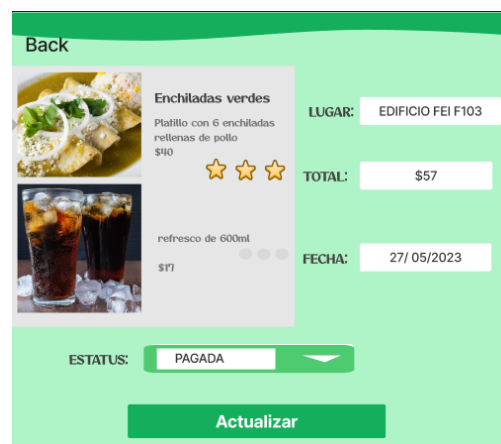 Back
Enchiladas verdes
Platillo con 6 enchiladas
rellenas de pollo
$40
refresco de 600ml
$17
LUGAR: EDIFICIO FEI F103
TOTAL: $57
FECHA: 27/ 05/2023
ESTATUS: PAGADA
Actualizar